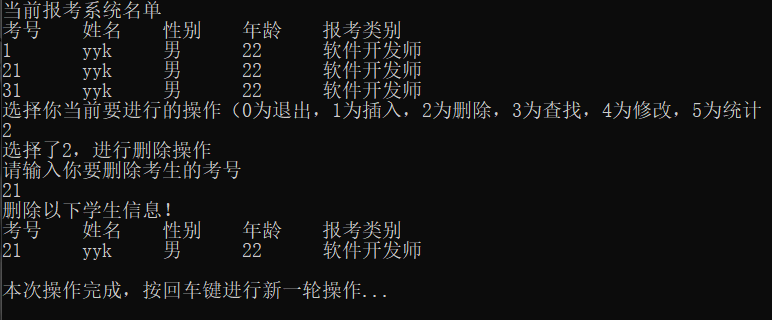 当前报考系统名单
考号 姓名 性别 年龄 报考类别
1 yyk 男 22 软件开发师
21 yyk 男 22 软件开发师
31 yyk 男 22 软件开发师
选择你当前要进行的操作（0为退出，1为插入，2为删除，3为查找，4为修改，5为统计
2
选择了2，进行删除操作
请输入你要删除考生的考号
21
删除以下学生信息！
考号 姓名 性别 年龄 报考类别
21 yyk 男 22 软件开发师
本次操作完成，按回车键进行新一轮操作...